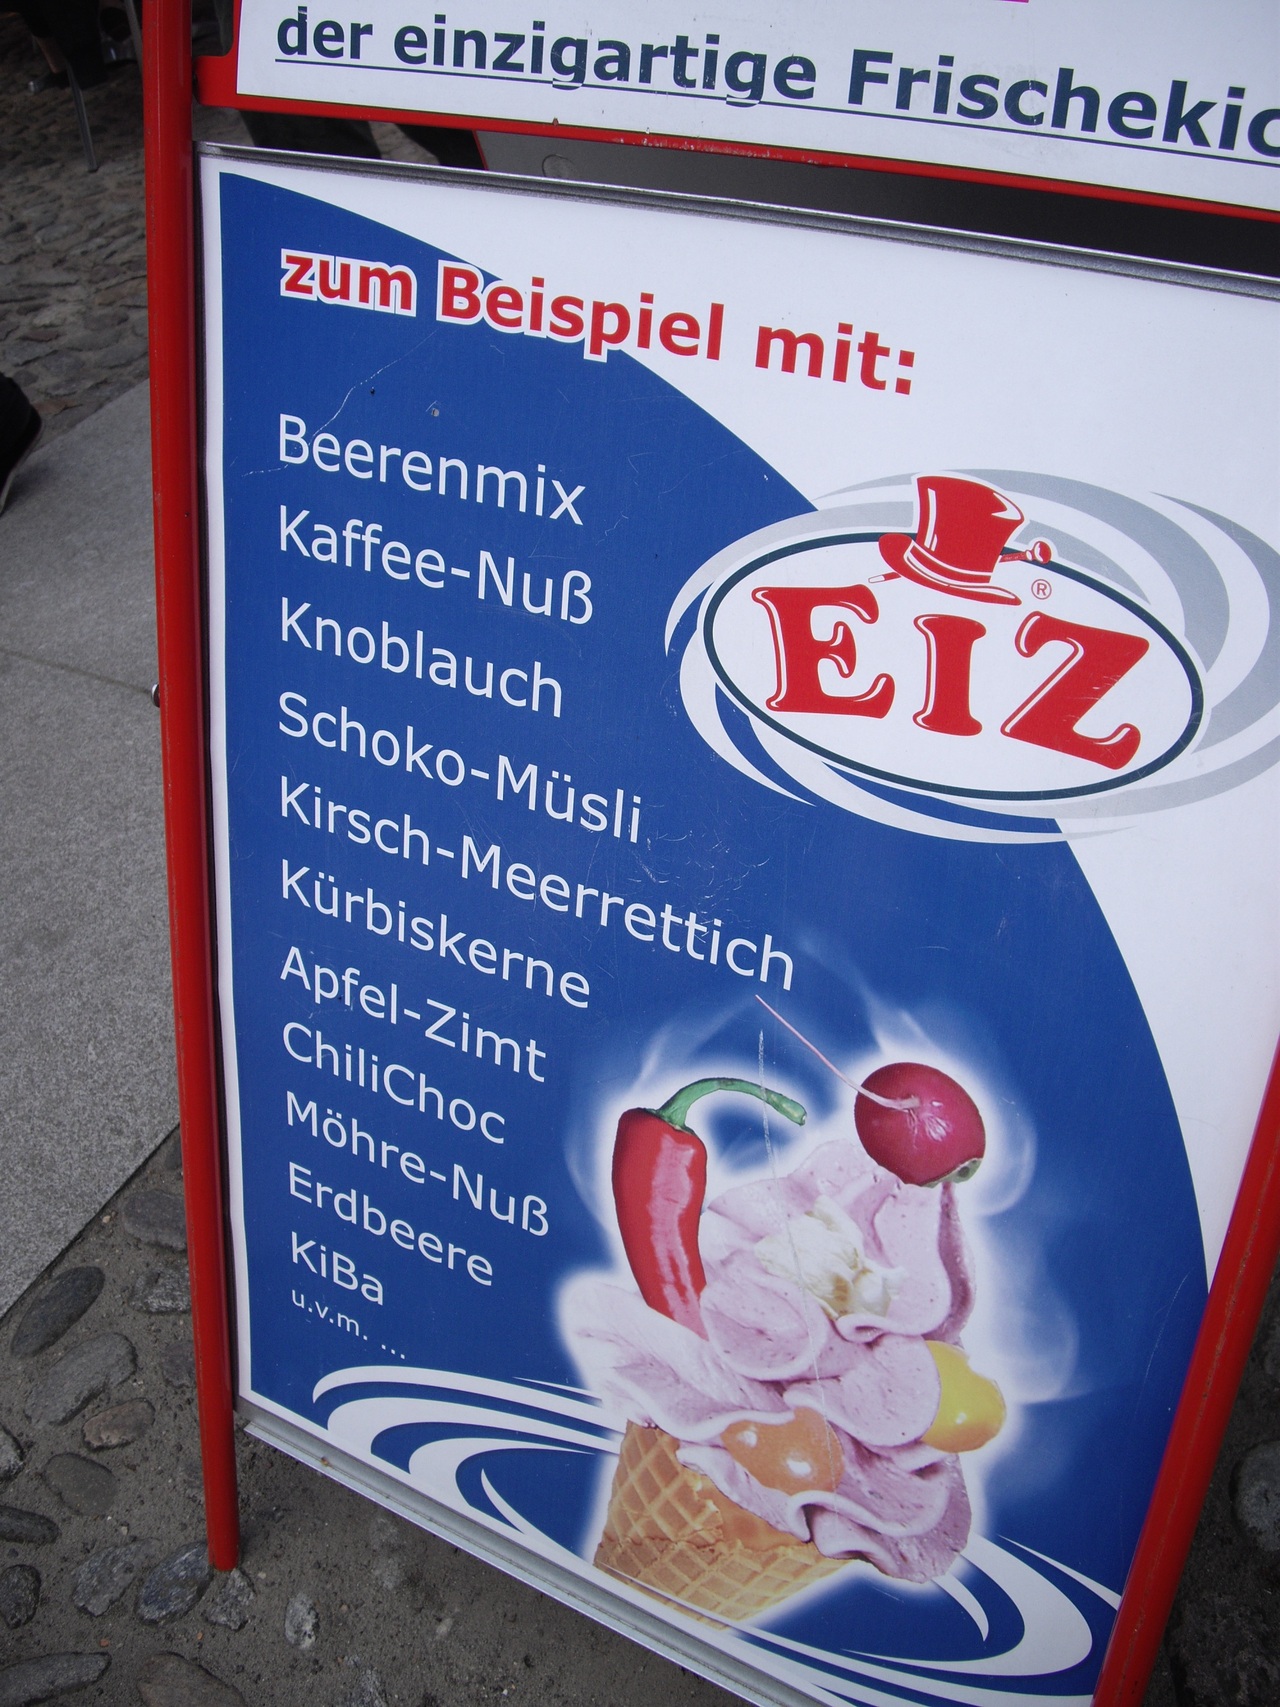 der einzigartige Frischekic
zum Beispiel mit:
Beerenmix
Kaffee-Nuß
Knoblauch
Schoko-Müsli
Kirsch-Meerrettich
Kürbiskerne
Apfel-Zimt
ChiliChoc
Möhre-Nuß
Erdbeere
KiBa
u.v.m. ...
EIZ ®